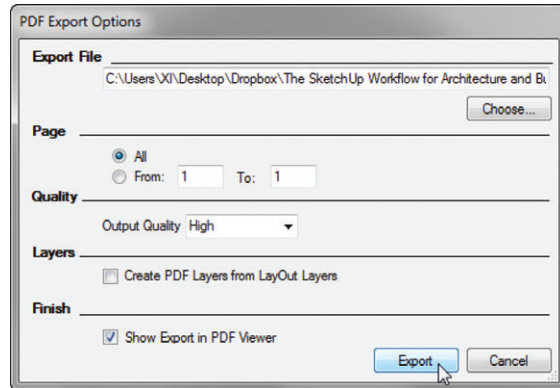 PDF Export Options
Export File
C:\Users\XI\Desktop\Dropbox\The SketchUp Workflow for Architecture and Bu
Choose...
Page
All
From: 1 To: 1
Quality
Output Quality High
Layers
Create PDF Layers from LayOut Layers
Finish
Show Export in PDF Viewer
Export Cancel